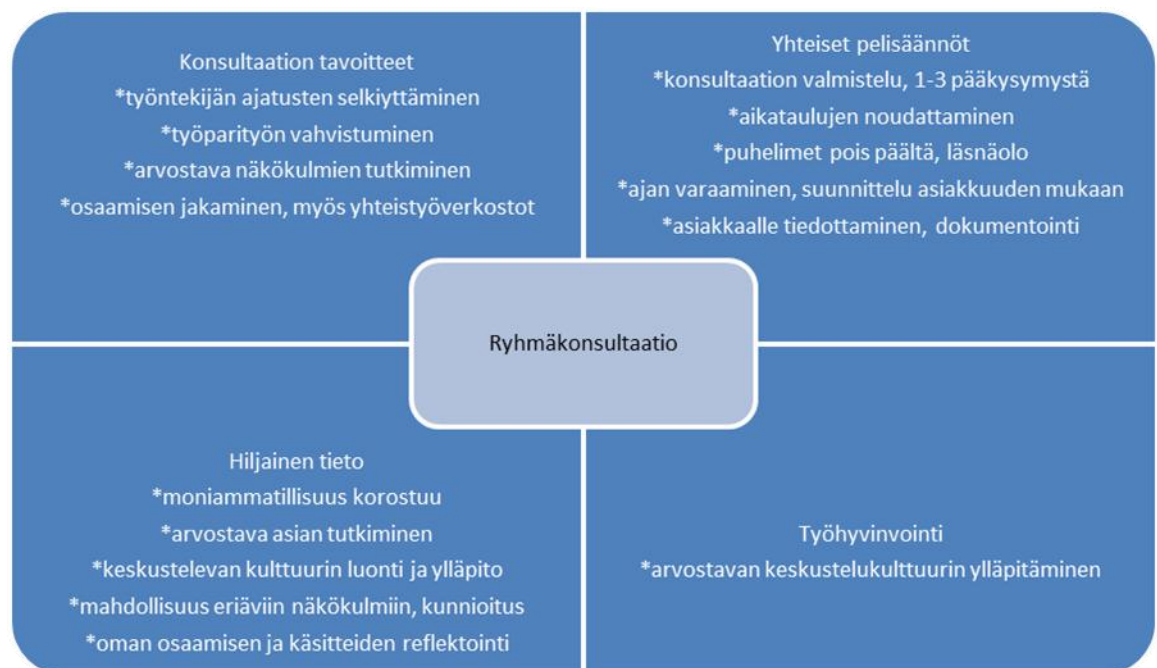 Konsultaation tavoitteet
*työntekijän ajatusten selkiyttäminen
*työparityön vahvistuminen
*arvostava näkökulmien tutkiminen
*osaamisen jakaminen, myös yhteistyöverkostot
Yhteiset pelisäännöt
*konsultaation valmistelu, 1-3 pääkysymystä
*aikataulujen noudattaminen
*puhelimet pois päältä, läsnäolo
*ajan varaaminen, suunnittelu asiakkuuden mukaan
*asiakkaalle tiedottaminen, dokumentointi
Ryhmäkonsultaatio
Hiljainen tieto
*moniammatillisuus korostuu
*arvostava asian tutkiminen
*keskustelevan kulttuurin luonti ja ylläpito
*mahdollisuus eriäviin näkökulmiin, kunnioitus
*oman osaamisen ja käsitteiden reflektointi
Työhyvinvointi
*arvostavan keskustelukulttuurin ylläpitäminen